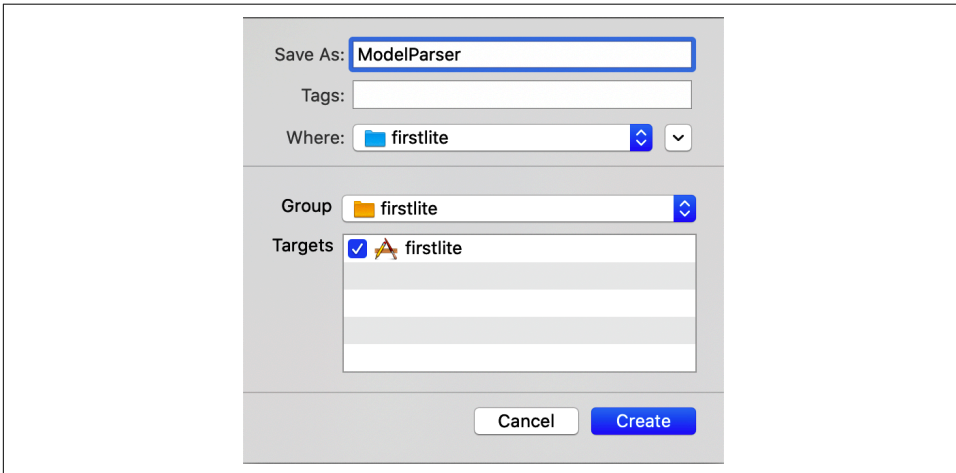 Save As: ModelParser
Tags:
Where: firstlite
Group firstlite
Targets firstlite
Cancel Create